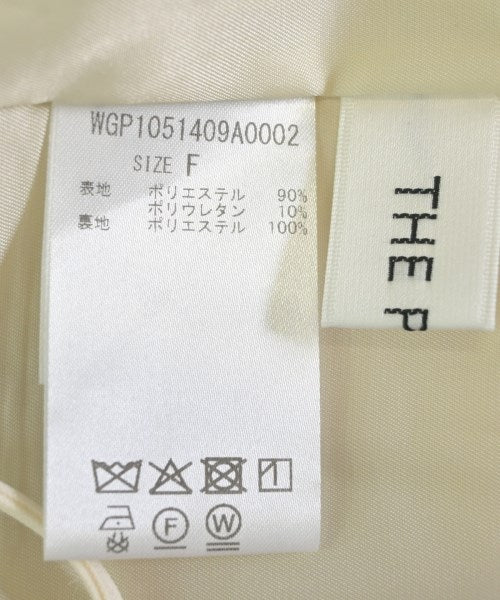 WGP1051409A0002
SIZE F
表地 ポリエステル 90%
ポリウレタン 10%
裏地 ポリエステル 100%
F W
THE P